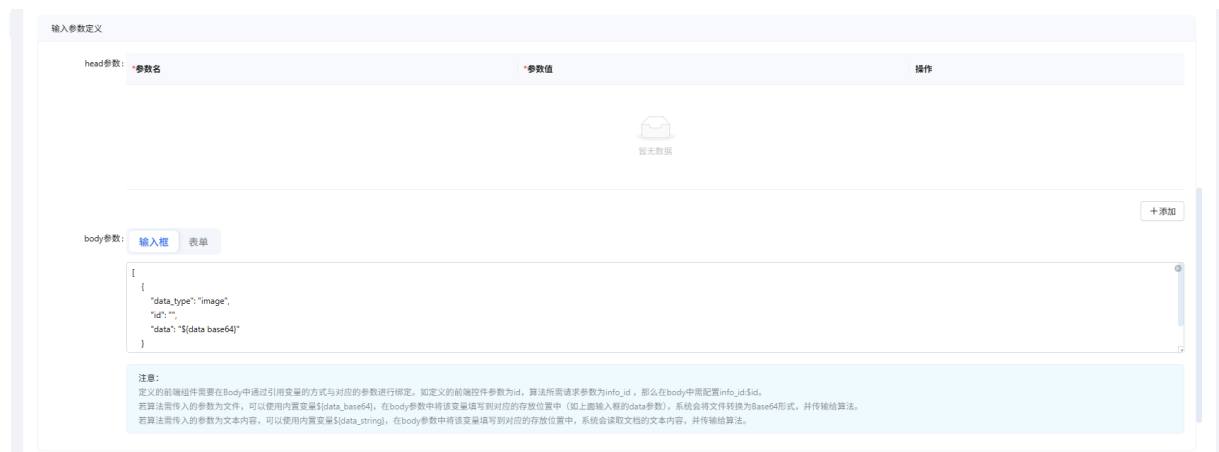 输入参数定义
head参数:
*参数名 *参数值 操作
暂无数据
+添加
body参数:
输入框 表单
[
{
"data_type": "image",
"id": "",
"data": "${data base64}"
}
注意:
定义的前端组件需要在Body中通过引用变量的方式与对应的参数进行绑定。如定义的前端控件参数为id，算法所需请求参数为info_id ，那么在body中需配置info_id:$id。
若算法需传入的参数为文件，可以使用内置变量${data_base64}，在body参数中将该变量填写到对应的存放位置中（如上面输入框的data参数），系统会将文件转换为Base64形式，并传输给算法。
若算法需传入的参数为文本内容，可以使用内置变量${data_string}，在body参数中将该变量填写到对应的存放位置中，系统会读取文档的文本内容，并传输给算法。